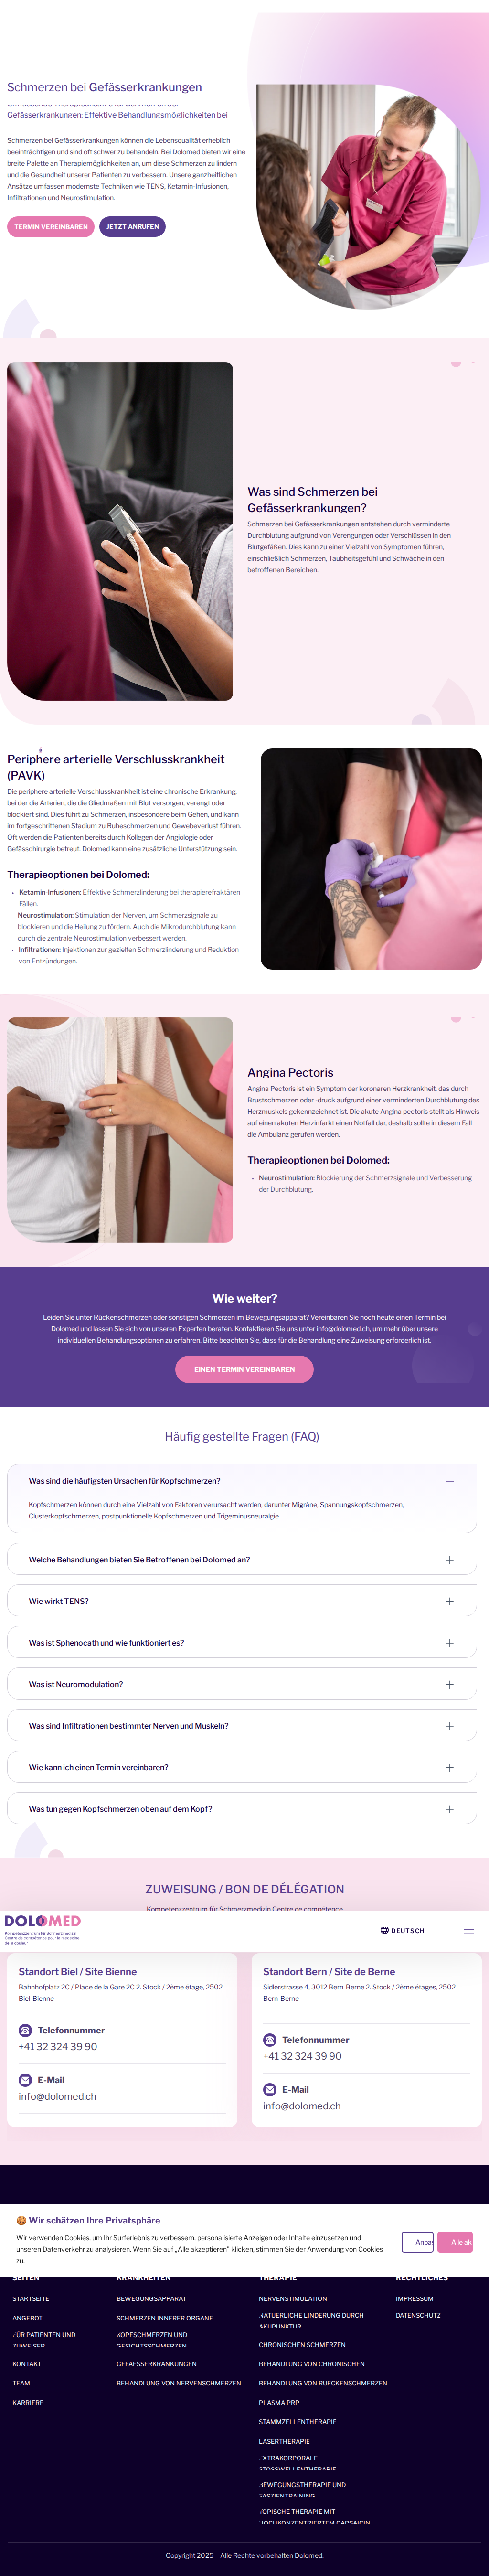 Schmerzen bei Gefässerkrankungen
Gefässerkrankungen: Effektive Behandlungsmöglichkeiten bei
Schmerzen bei Gefässerkrankungen können die Lebensqualität erheblich
beeinträchtigen und sind oft schwer zu behandeln. Bei Dolomed bieten wir eine
breite Palette an Therapiemöglichkeiten an, um diese Schmerzen zu lindern
und die Gesundheit unserer Patienten zu verbessern. Unsere ganzheitlichen
Ansätze umfassen modernste Techniken wie TENS, Ketamin-Infusionen,
Infiltrationen und Neurostimulation.
TERMIN VEREINBAREN
JETZT ANRUFEN
Was sind Schmerzen bei
Gefässerkrankungen?
Schmerzen bei Gefässerkrankungen entstehen durch verminderte
Durchblutung aufgrund von Verengungen oder Verschlüssen in den
Blutgefäßen. Dies kann zu einer Vielzahl von Symptomen führen,
einschließlich Schmerzen, Taubheitsgefühl und Schwäche in den
betroffenen Bereichen.
Periphere arterielle Verschlusskrankheit
(PAVK)
Die periphere arterielle Verschlusskrankheit ist eine chronische Erkrankung,
bei der die Arterien, die die Gliedmaßen mit Blut versorgen, verengt oder
blockiert sind. Dies führt zu Schmerzen, insbesondere beim Gehen, und kann
im fortgeschrittenen Stadium zu Ruheschmerzen und Gewebeverlust führen.
Oft werden die Patienten bereits durch Kollegen der Angiologie oder
Gefässchirurgie betreut. Dolomed kann eine zusätzliche Unterstützung sein.
Therapieoptionen bei Dolomed:
Ketamin-Infusionen: Effektive Schmerzlinderung bei therapierefraktären
Fällen.
Neurostimulation: Stimulation der Nerven, um Schmerzsignale zu
blockieren und die Heilung zu fördern. Auch die Mikrodurchblutung kann
durch die zentrale Neurostimulation verbessert werden.
Infiltrationen: Injektionen zur gezielten Schmerzlinderung und Reduktion
von Entzündungen.
Angina Pectoris
Angina Pectoris ist ein Symptom der koronaren Herzkrankheit, das durch
Brustschmerzen oder -druck aufgrund einer verminderten Durchblutung des
Herzmuskels gekennzeichnet ist. Die akute Angina pectoris stellt als Hinweis
auf einen akuten Herzinfarkt einen Notfall dar, deshalb sollte in diesem Fall
die Ambulanz gerufen werden.
Therapieoptionen bei Dolomed:
Neurostimulation: Blockierung der Schmerzsignale und Verbesserung
der Durchblutung.
Wie weiter?
Leiden Sie unter Rückenschmerzen oder sonstigen Schmerzen im Bewegungsapparat? Vereinbaren Sie noch heute einen Termin bei
Dolomed und lassen Sie sich von unseren Experten beraten. Kontaktieren Sie uns unter info@dolomed.ch, um mehr über unsere
individuellen Behandlungsoptionen zu erfahren. Bitte beachten Sie, dass für die Behandlung eine Zuweisung erforderlich ist.
EINEN TERMIN VEREINBAREN
Häufig gestellte Fragen (FAQ)
Was sind die häufigsten Ursachen für Kopfschmerzen?
Kopfschmerzen können durch eine Vielzahl von Faktoren verursacht werden, darunter Migräne, Spannungskopfschmerzen,
Clusterkopfschmerzen, postpunktionelle Kopfschmerzen und Trigeminusneuralgie.
Welche Behandlungen bieten Sie Betroffenen bei Dolomed an?
Wie wirkt TENS?
Was ist Sphenocath und wie funktioniert es?
Was ist Neuromodulation?
Was sind Infiltrationen bestimmter Nerven und Muskeln?
Wie kann ich einen Termin vereinbaren?
Was tun gegen Kopfschmerzen oben auf dem Kopf?
ZUWEISUNG / BON DE DÉLÉGATION
Kompetenzzentrum für Schmerzmedizin Centre de compétence
DOLOMED
Kompetenzzentrum für Schmerzmedizin
Centre de compétence pour la médecine
de la douleur
DEUTSCH
Standort Biel / Site Bienne
Bahnhofplatz 2C / Place de la Gare 2C 2. Stock / 2ème étage, 2502
Biel-Bienne
Telefonnummer
+41 32 324 39 90
E-Mail
info@dolomed.ch
Standort Bern / Site de Berne
Sidlerstrasse 4, 3012 Bern-Berne 2. Stock / 2ème étages, 2502
Bern-Berne
Telefonnummer
+41 32 324 39 90
E-Mail
info@dolomed.ch
🍪 Wir schätzen Ihre Privatsphäre
Wir verwenden Cookies, um Ihr Surferlebnis zu verbessern, personalisierte Anzeigen oder Inhalte einzusetzen und
unseren Datenverkehr zu analysieren. Wenn Sie auf „Alle akzeptieren" klicken, stimmen Sie der Anwendung von Cookies
zu.
Anpa
Alle ak
SEITEN
STARTSEITE
ANGEBOT
FÜR PATIENTEN UND
ZUWEISER
KONTAKT
TEAM
KARRIERE
KRANKHEITEN
BEWEGUNGSAPPARAT
SCHMERZEN INNERER ORGANE
KOPFSCHMERZEN UND
GESICHTSSCHMERZEN
GEFAESSERKRANKUNGEN
BEHANDLUNG VON NERVENSCHMERZEN
THERAPIE
NERVENSTIMULATION
NATUERLICHE LINDERUNG DURCH
AKUPUNKTUR
CHRONISCHEN SCHMERZEN
BEHANDLUNG VON CHRONISCHEN
BEHANDLUNG VON RUECKENSCHMERZEN
PLASMA PRP
STAMMZELLENTHERAPIE
LASERTHERAPIE
EXTRAKORPORALE
STOSSWELLENTHERAPIE
BEWEGUNGSTHERAPIE UND
FASZIENTRAINING
TOPISCHE THERAPIE MIT
HOCHKONZENTRIERTEM CAPSAICIN
RECHTLICHES
IMPRESSUM
DATENSCHUTZ
Copyright 2025 – Alle Rechte vorbehalten Dolomed.